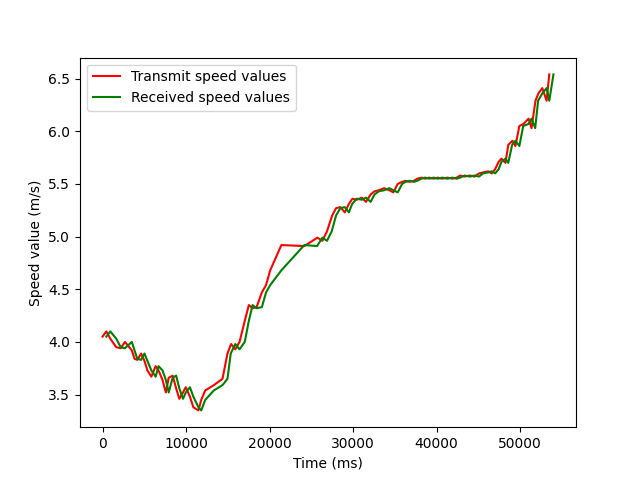 Transmit speed values
Received speed values
6.5
6.0
5.5
5.0
4.5
4.0
3.5
Speed value (m/s)
0 10000 20000 30000 40000 50000
Time (ms)